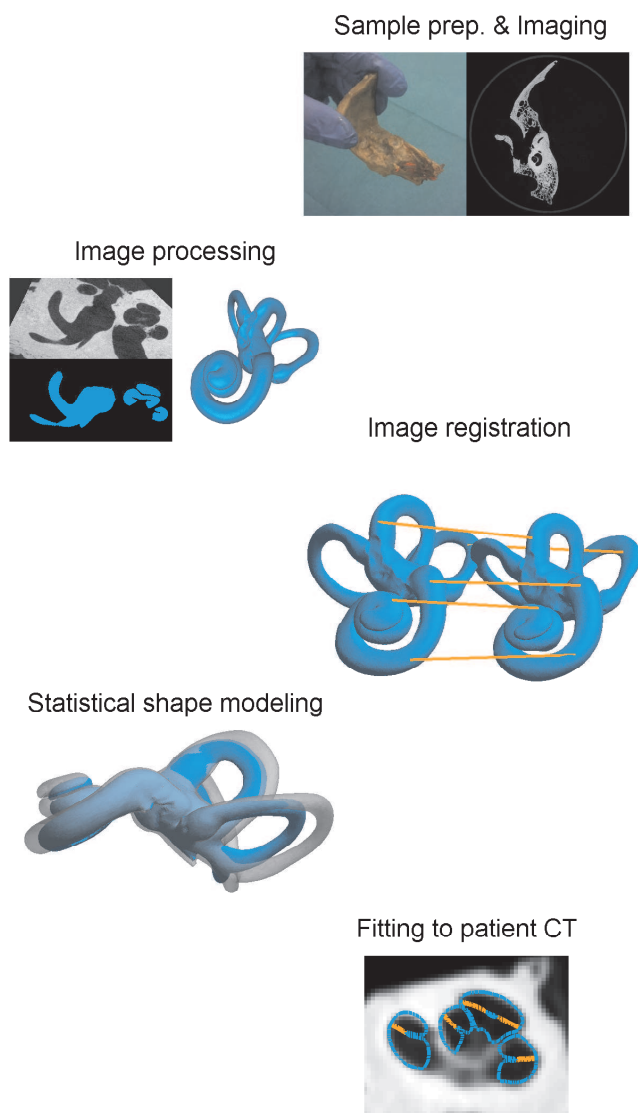 Sample prep. & Imaging
Image processing
Image registration
Statistical shape modeling
Fitting to patient CT